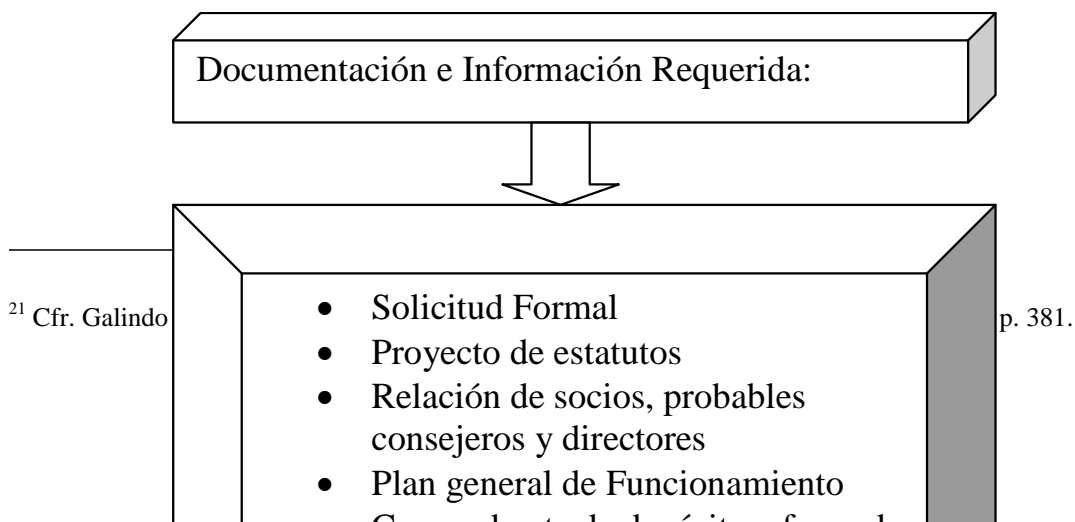 Documentación e Información Requerida:
• Solicitud Formal
• Proyecto de estatutos
• Relación de socios, probables
consejeros y directores
• Plan general de Funcionamiento
21 Cfr. Galindo p. 381.